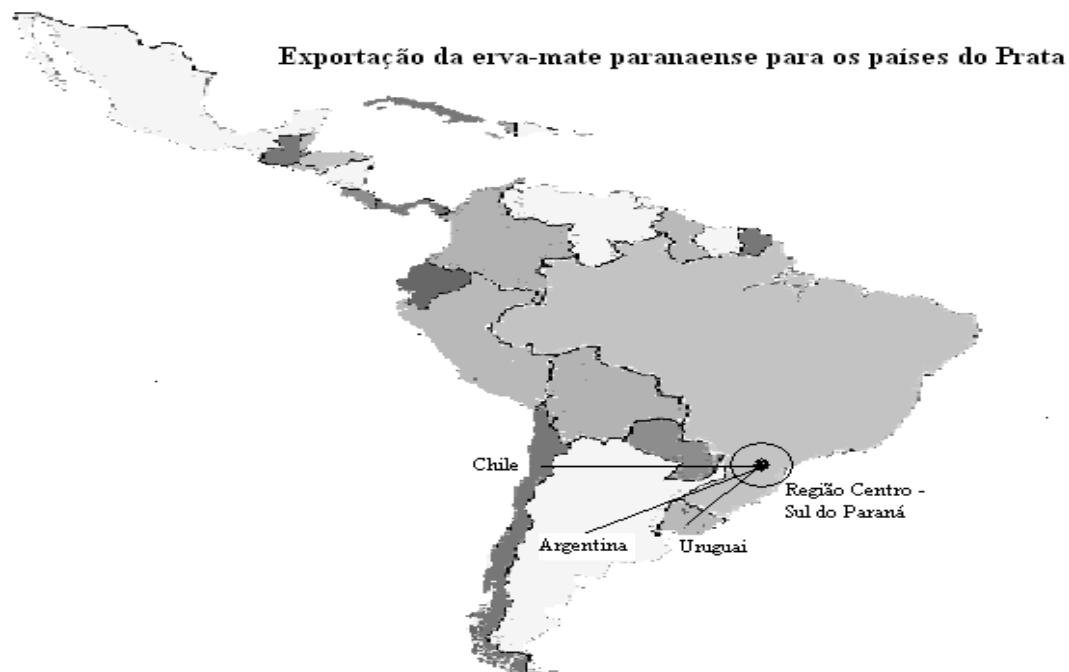 Exportação da erva-mate paranaense para os países do Prata
Chile
Região Centro -
Sul do Paraná
Argentina
Uruguai